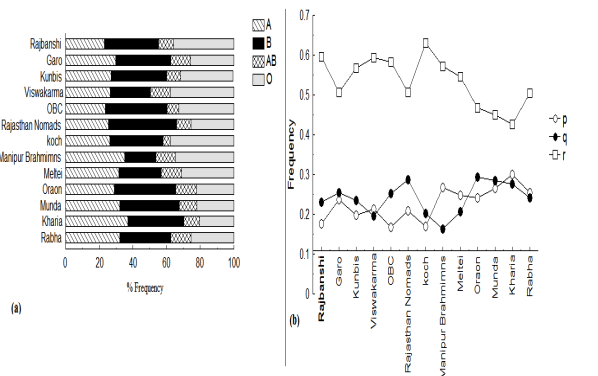 A
B
AB
O
Rajbanshi
Garo
Kunbis
Viswakarma
OBC
Rajasthan Nomads
koch
Manipur Brahmimns
Meltei
Oraon
Munda
Kharia
Rabha
0 20 40 60 80 100
% Frequency
(a)
0.7
0.6
0.5
0.4
0.3
0.2
0.1
0
Frequency
p
q
r
Rajbanshi
Garo
Kunbis
Viswakarma
OBC
Rajasthan Nomads
koch
Manipur Brahmimns
Meltei
Oraon
Munda
Kharia
Rabha
(b)